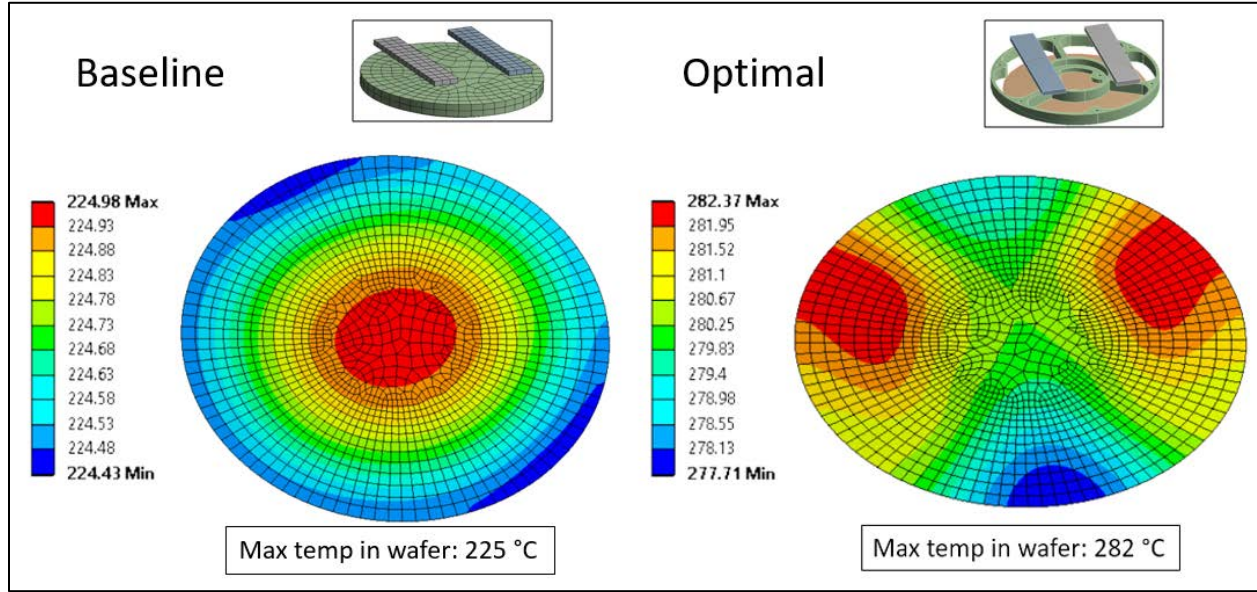 Baseline
Optimal
224.98 Max
224.93
224.88
224.83
224.78
224.73
224.68
224.63
224.58
224.53
224.48
224.43 Min
282.37 Max
281.95
281.52
281.1
280.67
280.25
279.83
279.4
278.98
278.55
278.13
277.71 Min
Max temp in wafer: 225 °C
Max temp in wafer: 282 °C